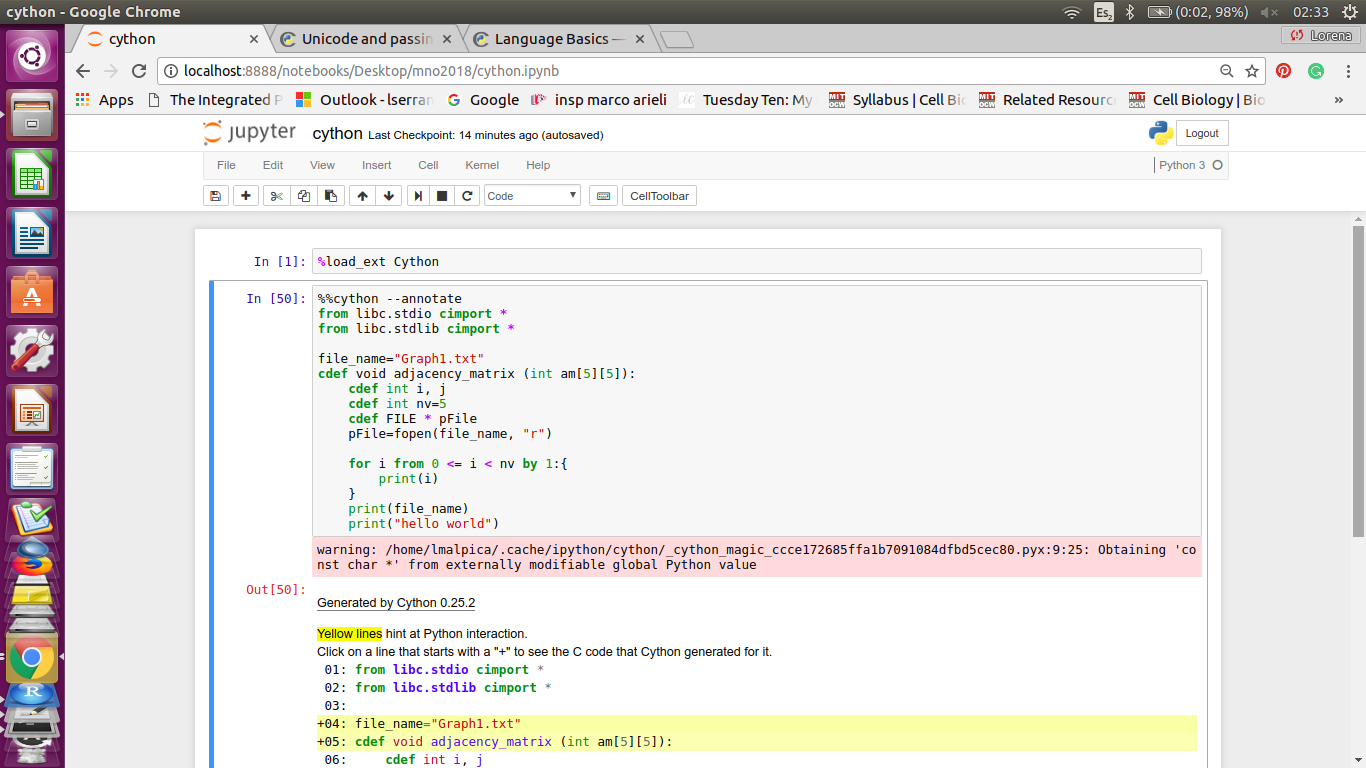 cython - Google Chrome
Es2 (0:02, 98%) 02:33
cython Unicode and passin Language Basics — Lorena
localhost:8888/notebooks/Desktop/mno2018/cython.ipynb
Apps The Integrated P Outlook - lserran Google insp marco arieli Tuesday Ten: My Syllabus | Cell Bio Related Resourc Cell Biology | Bio »
jupyter cython Last Checkpoint: 14 minutes ago (autosaved) Logout
File Edit View Insert Cell Kernel Help Python 3
Code CellToolbar
In [1]: %load_ext Cython
In [50]: %%cython --annotate
from libc.stdio cimport *
from libc.stdlib cimport *
file_name="Graph1.txt"
cdef void adjacency_matrix (int am[5][5]):
    cdef int i, j
    cdef int nv=5
    cdef FILE * pFile
    pFile=fopen(file_name, "r")
    for i from 0 <= i < nv by 1:{
        print(i)
    }
    print(file_name)
    print("hello world")
warning: /home/lmalpica/.cache/ipython/cython/_cython_magic_ccce172685ffa1b7091084dfbd5cec80.pyx:9:25: Obtaining 'co
nst char *' from externally modifiable global Python value
Out[50]:
Generated by Cython 0.25.2
Yellow lines hint at Python interaction.
Click on a line that starts with a "+" to see the C code that Cython generated for it.
01: from libc.stdio cimport *
02: from libc.stdlib cimport *
03:
+04: file_name="Graph1.txt"
+05: cdef void adjacency_matrix (int am[5][5]):
06:     cdef int i, j